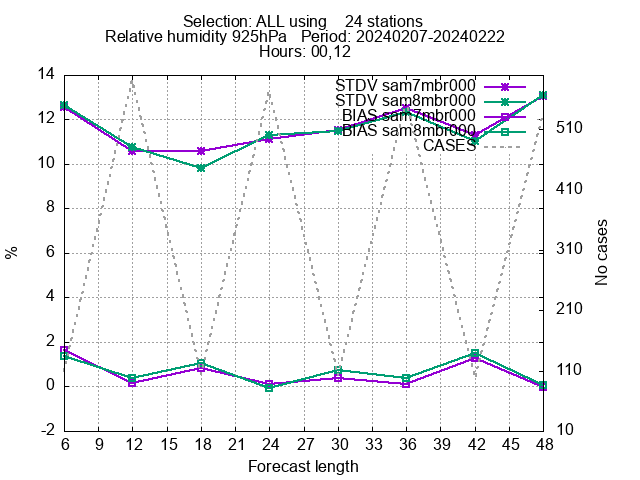 Selection: ALL using 24 stations
Relative humidity 925hPa Period: 20240207-20240222
Hours: 00,12
STDV sam7mbr000
STDV sam8mbr000
BIAS sam7mbr000
BIAS sam8mbr000
CASES
14
12
10
8
6
4
2
0
-2
%
510
410
310
210
110
10
No cases
6 9 12 15 18 21 24 27 30 33 36 39 42 45 48
Forecast length